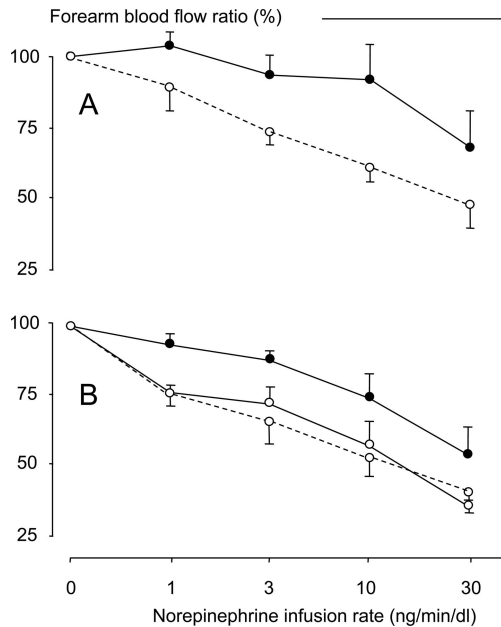 Forearm blood flow ratio (%)
100
A
75
50
25
100
B
75
50
25
0 1 3 10 30
Norepinephrine infusion rate (ng/min/dl)